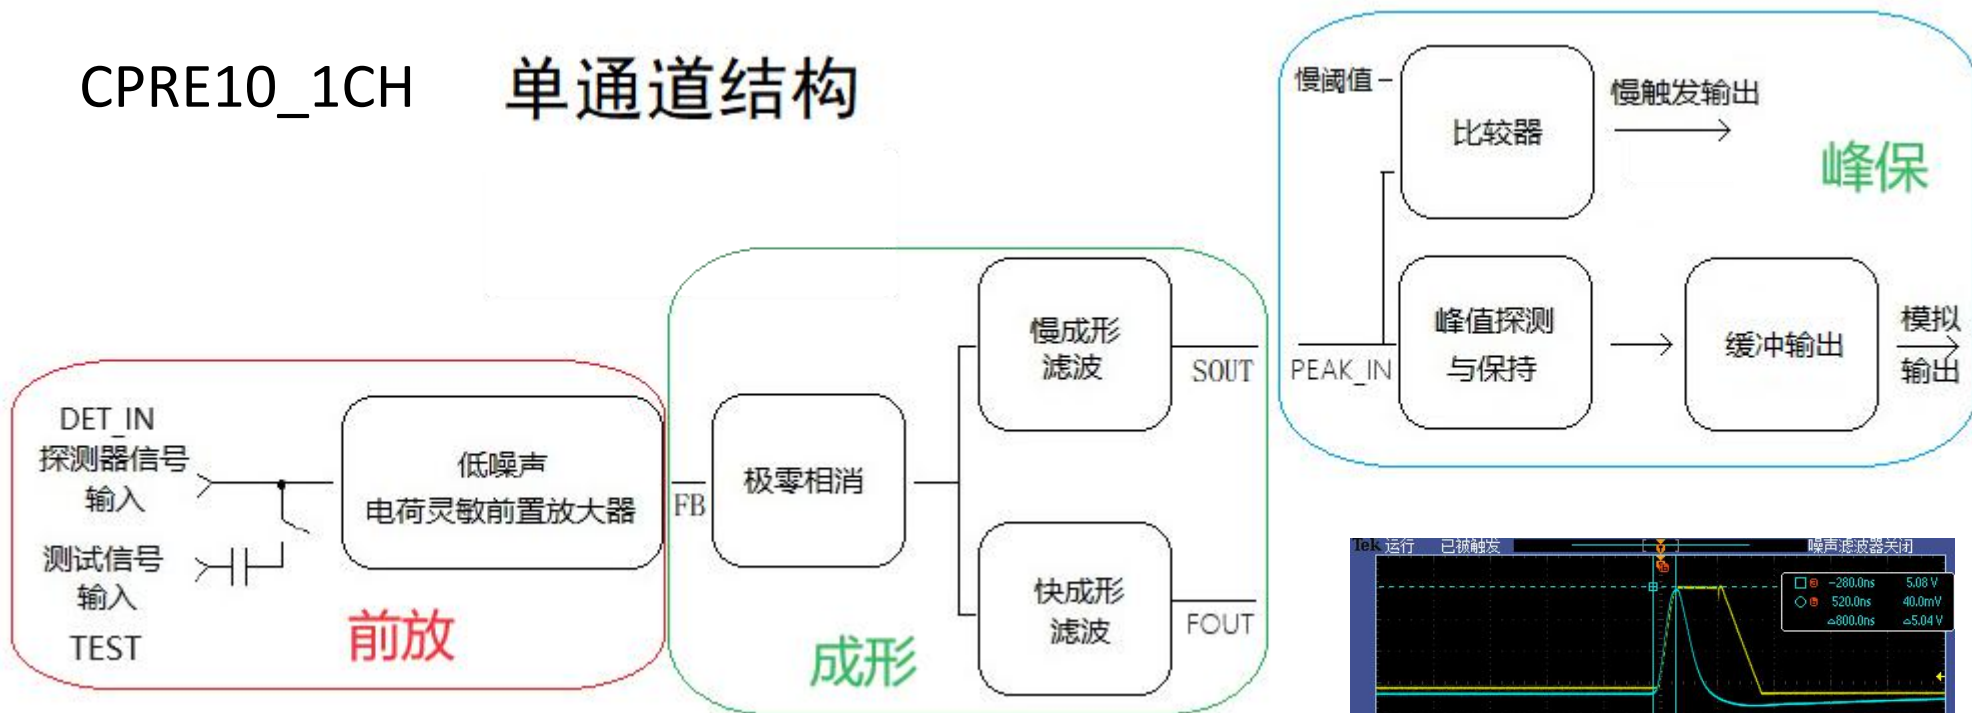 CPRE10_1CH
单通道结构
慢阈值
比较器
慢触发输出
峰保
峰值探测
与保持
缓冲输出
模拟
输出
PEAK_IN
慢成形
滤波
SOUT
DET_IN
探测器信号
输入
低噪声
电荷灵敏前置放大器
FB
极零相消
测试信号
输入
TEST
前放
快成形
滤波
FOUT
成形
Tek 运行 已被触发 噪声滤波器关闭
-280.0ns 5.08 V
520.0ns 40.0mV
△800.0ns △5.04 V